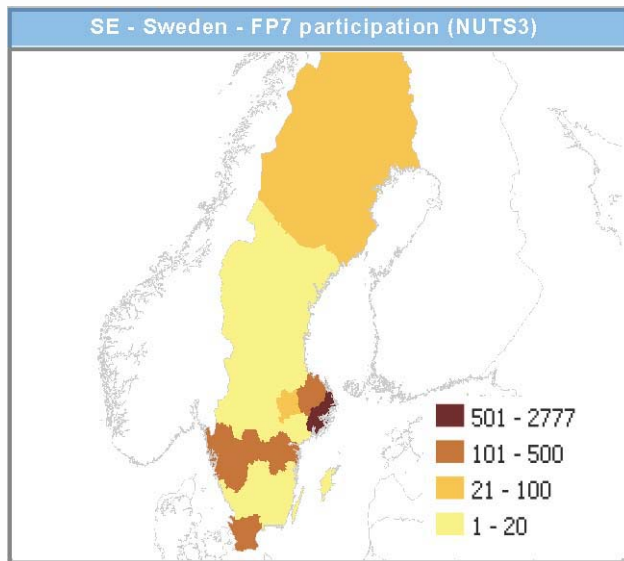 SE - Sweden - FP7 participation (NUTS3)
501 - 2777
101 - 500
21 - 100
1 - 20